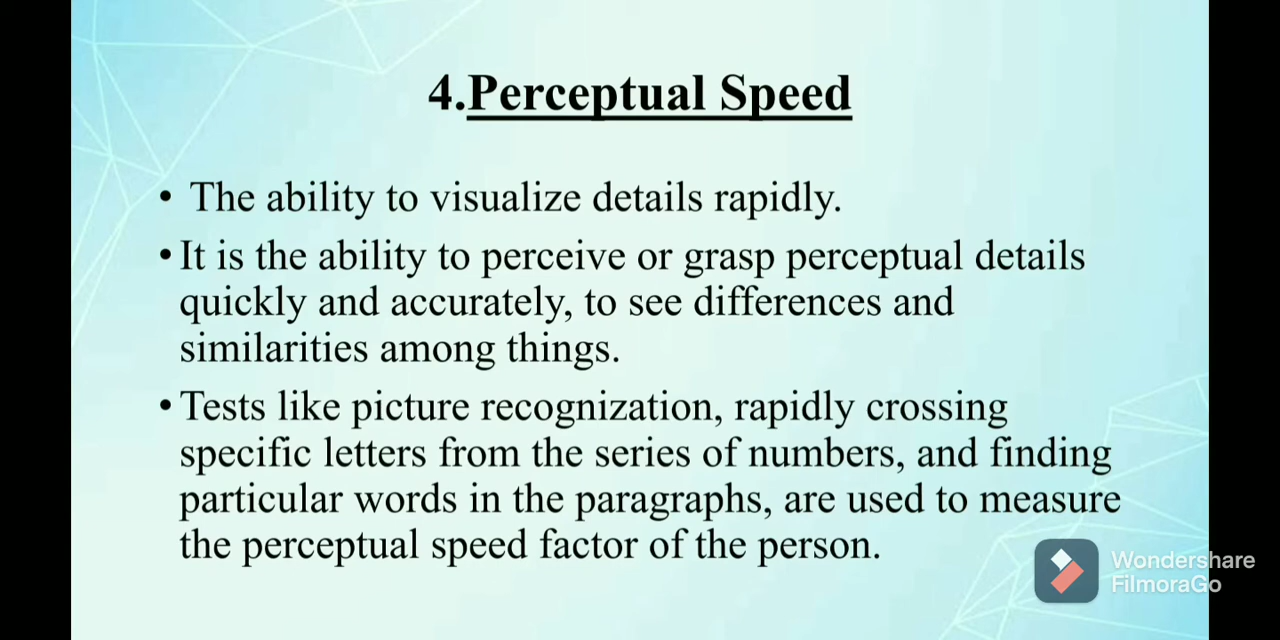 4.Perceptual Speed
• The ability to visualize details rapidly.
• It is the ability to perceive or grasp perceptual details
quickly and accurately, to see differences and
similarities among things.
• Tests like picture recognization, rapidly crossing
specific letters from the series of numbers, and finding
particular words in the paragraphs, are used to measure
the perceptual speed factor of the person.
Wondershare
FilmoraGo